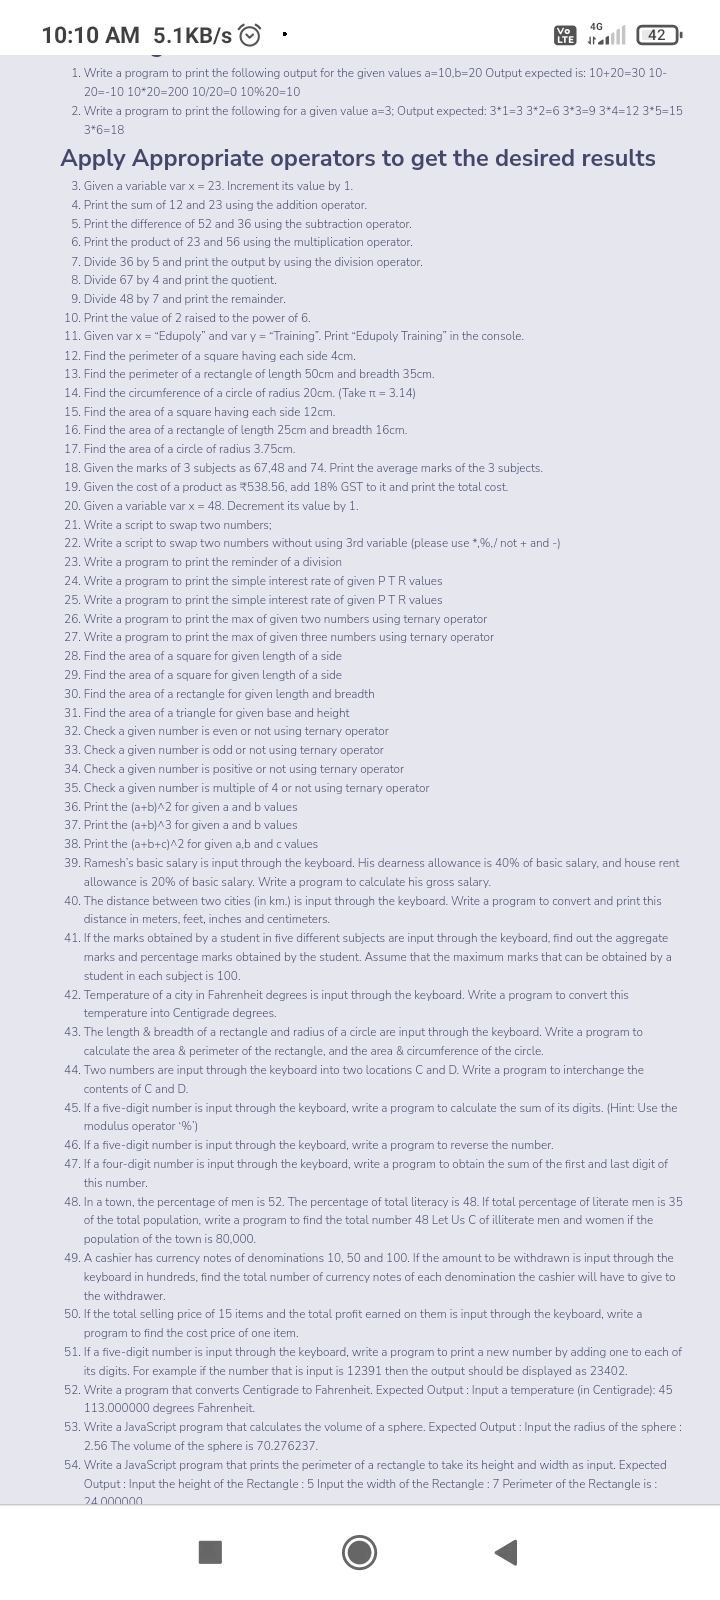 10:10 AM 5.1KB/s
Vo LTE 4G 42
1. Write a program to print the following output for the given values a=10,b=20 Output expected is: 10+20=30 10-
20=-10 10*20=200 10/20=0 10%20=10
2. Write a program to print the following for a given value a=3; Output expected: 3*1=3 3*2=6 3*3=9 3*4=12 3*5=15
3*6=18
Apply Appropriate operators to get the desired results
3. Given a variable var x = 23. Increment its value by 1.
4. Print the sum of 12 and 23 using the addition operator.
5. Print the difference of 52 and 36 using the subtraction operator.
6. Print the product of 23 and 56 using the multiplication operator.
7. Divide 36 by 5 and print the output by using the division operator.
8. Divide 67 by 4 and print the quotient.
9. Divide 48 by 7 and print the remainder.
10. Print the value of 2 raised to the power of 6.
11. Given var x = “Edupoly” and var y = “Training”. Print “Edupoly Training” in the console.
12. Find the perimeter of a square having each side 4cm.
13. Find the perimeter of a rectangle of length 50cm and breadth 35cm.
14. Find the circumference of a circle of radius 20cm. (Take π = 3.14)
15. Find the area of a square having each side 12cm.
16. Find the area of a rectangle of length 25cm and breadth 16cm.
17. Find the area of a circle of radius 3.75cm.
18. Given the marks of 3 subjects as 67,48 and 74. Print the average marks of the 3 subjects.
19. Given the cost of a product as ₹538.56, add 18% GST to it and print the total cost.
20. Given a variable var x = 48. Decrement its value by 1.
21. Write a script to swap two numbers;
22. Write a script to swap two numbers without using 3rd variable (please use *,%,/ not + and -)
23. Write a program to print the reminder of a division
24. Write a program to print the simple interest rate of given P T R values
25. Write a program to print the simple interest rate of given P T R values
26. Write a program to print the max of given two numbers using ternary operator
27. Write a program to print the max of given three numbers using ternary operator
28. Find the area of a square for given length of a side
29. Find the area of a square for given length of a side
30. Find the area of a rectangle for given length and breadth
31. Find the area of a triangle for given base and height
32. Check a given number is even or not using ternary operator
33. Check a given number is odd or not using ternary operator
34. Check a given number is positive or not using ternary operator
35. Check a given number is multiple of 4 or not using ternary operator
36. Print the (a+b)^2 for given a and b values
37. Print the (a+b)^3 for given a and b values
38. Print the (a+b+c)^2 for given a,b and c values
39. Ramesh’s basic salary is input through the keyboard. His dearness allowance is 40% of basic salary, and house rent
allowance is 20% of basic salary. Write a program to calculate his gross salary.
40. The distance between two cities (in km.) is input through the keyboard. Write a program to convert and print this
distance in meters, feet, inches and centimeters.
41. If the marks obtained by a student in five different subjects are input through the keyboard, find out the aggregate
marks and percentage marks obtained by the student. Assume that the maximum marks that can be obtained by a
student in each subject is 100.
42. Temperature of a city in Fahrenheit degrees is input through the keyboard. Write a program to convert this
temperature into Centigrade degrees.
43. The length & breadth of a rectangle and radius of a circle are input through the keyboard. Write a program to
calculate the area & perimeter of the rectangle, and the area & circumference of the circle.
44. Two numbers are input through the keyboard into two locations C and D. Write a program to interchange the
contents of C and D.
45. If a five-digit number is input through the keyboard, write a program to calculate the sum of its digits. (Hint: Use the
modulus operator ‘%’)
46. If a five-digit number is input through the keyboard, write a program to reverse the number.
47. If a four-digit number is input through the keyboard, write a program to obtain the sum of the first and last digit of
this number.
48. In a town, the percentage of men is 52. The percentage of total literacy is 48. If total percentage of literate men is 35
of the total population, write a program to find the total number 48 Let Us C of illiterate men and women if the
population of the town is 80,000.
49. A cashier has currency notes of denominations 10, 50 and 100. If the amount to be withdrawn is input through the
keyboard in hundreds, find the total number of currency notes of each denomination the cashier will have to give to
the withdrawer.
50. If the total selling price of 15 items and the total profit earned on them is input through the keyboard, write a
program to find the cost price of one item.
51. If a five-digit number is input through the keyboard, write a program to print a new number by adding one to each of
its digits. For example if the number that is input is 12391 then the output should be displayed as 23402.
52. Write a program that converts Centigrade to Fahrenheit. Expected Output : Input a temperature (in Centigrade): 45
113.000000 degrees Fahrenheit.
53. Write a JavaScript program that calculates the volume of a sphere. Expected Output : Input the radius of the sphere :
2.56 The volume of the sphere is 70.276237.
54. Write a JavaScript program that prints the perimeter of a rectangle to take its height and width as input. Expected
Output : Input the height of the Rectangle : 5 Input the width of the Rectangle : 7 Perimeter of the Rectangle is :
24.000000